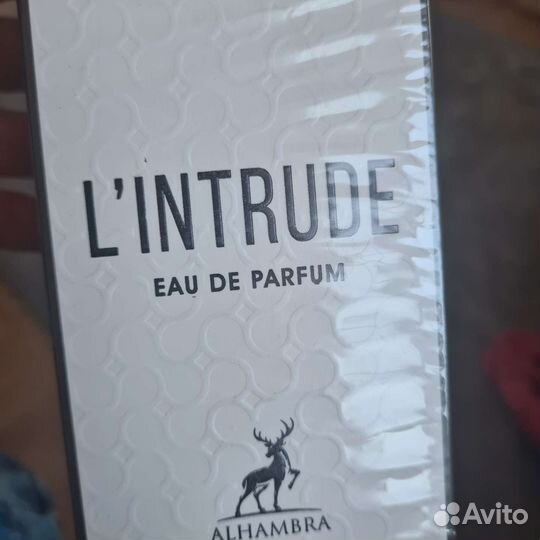 L'INTRUDE
EAU DE PARFUM
ALHAMBRA
Avito